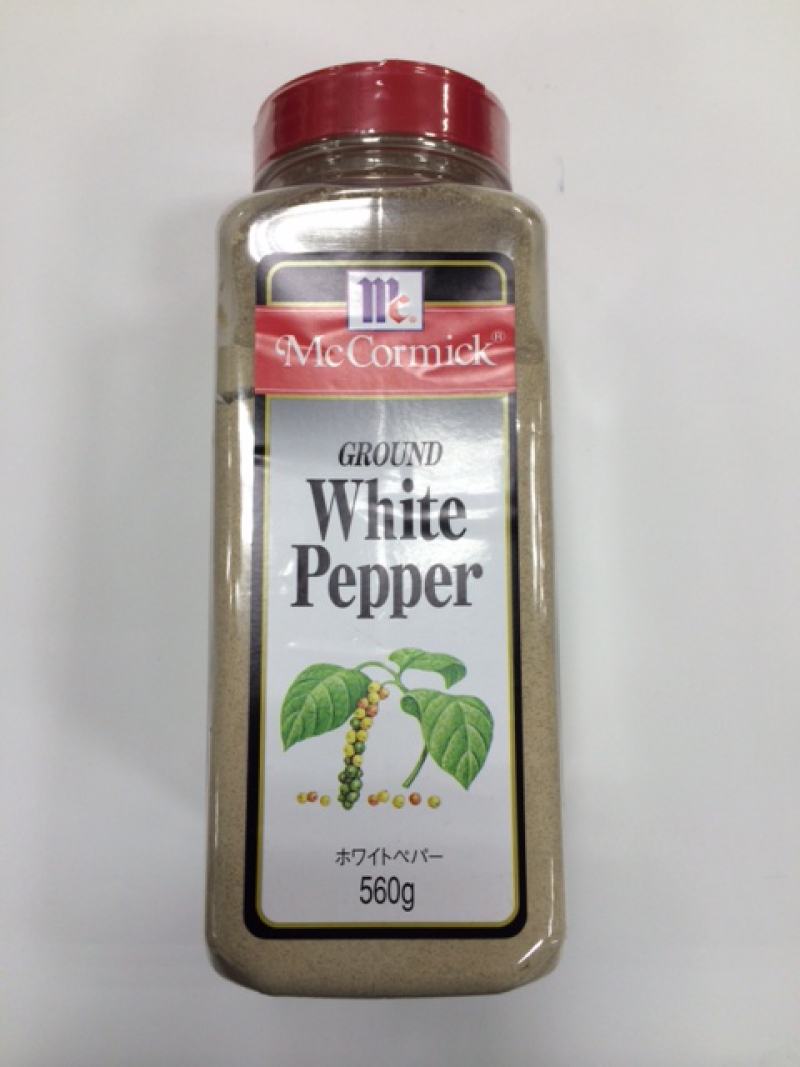 Mc®
McCormick®
GROUND
White
Pepper
ホワイトペパー
560g